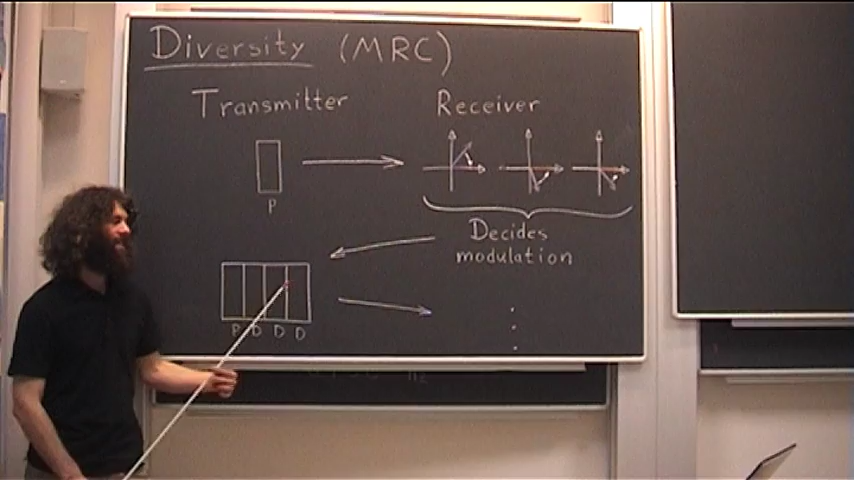 Diversity (MRC)
Transmitter Receiver
P
Decides
modulation
P D D D